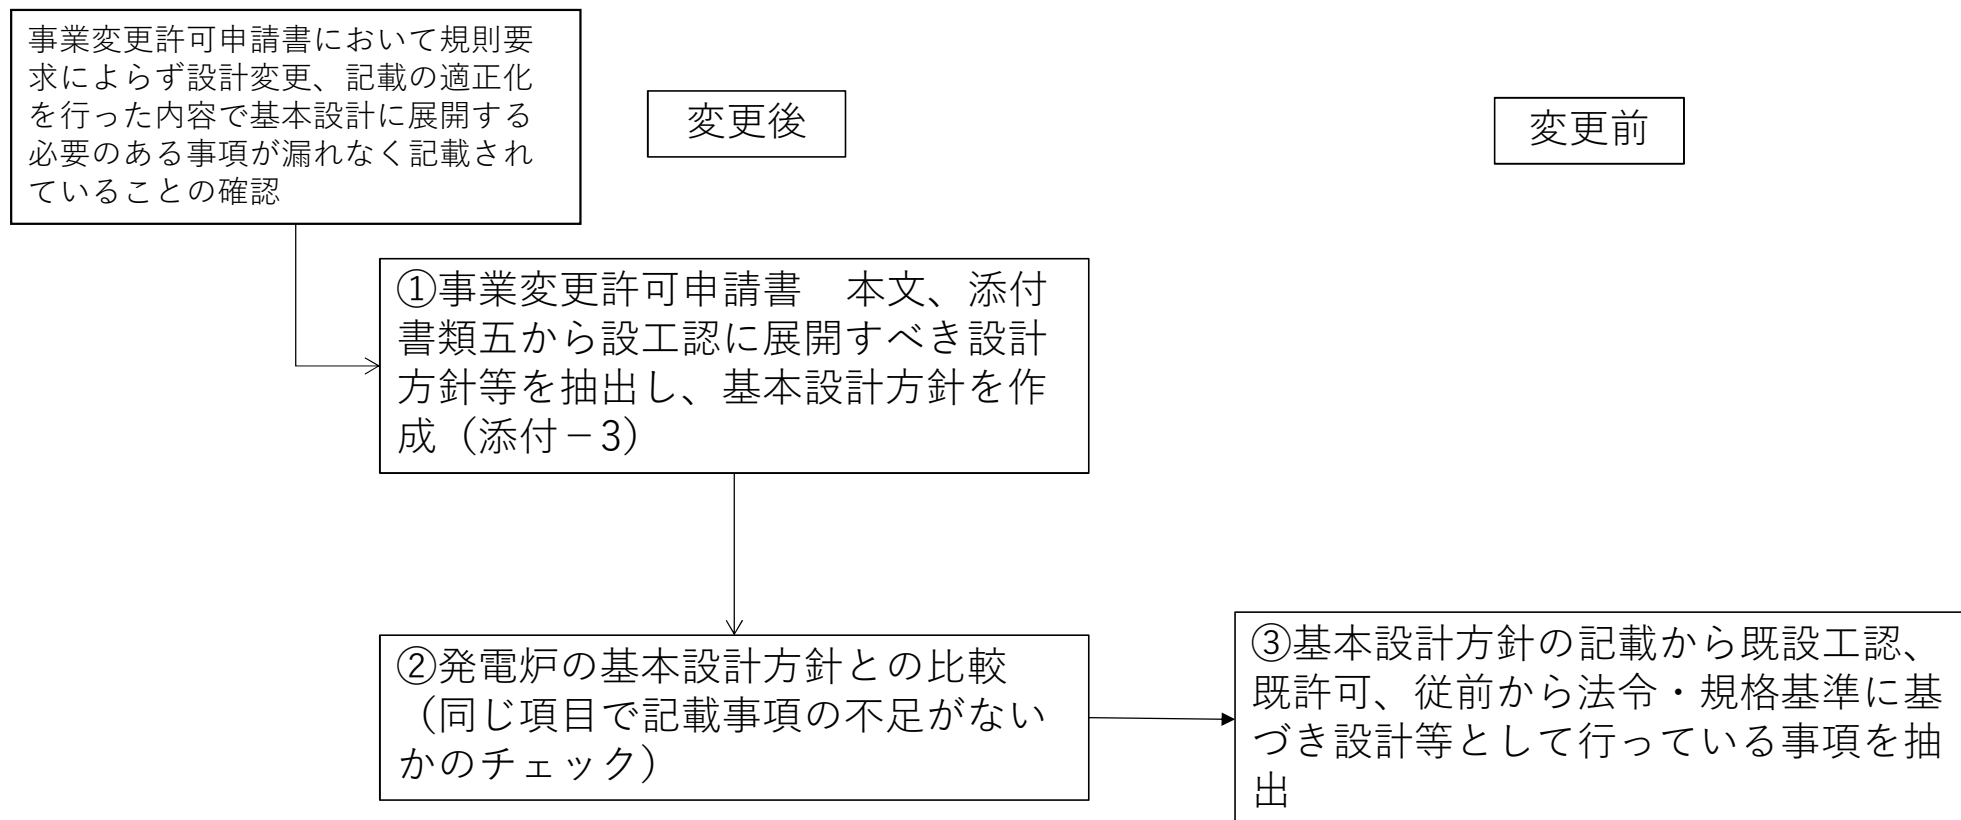 事業変更許可申請書において規則要
求によらず設計変更、記載の適正化
を行った内容で基本設計に展開する
必要のある事項が漏れなく記載され
ていることの確認
変更後
変更前
①事業変更許可申請書　本文、添付
書類五から設工認に展開すべき設計
方針等を抽出し、基本設計方針を作
成（添付－3）
②発電炉の基本設計方針との比較
（同じ項目で記載事項の不足がない
かのチェック）
③基本設計方針の記載から既設工認、
既許可、従前から法令・規格基準に基
づき設計等として行っている事項を抽
出